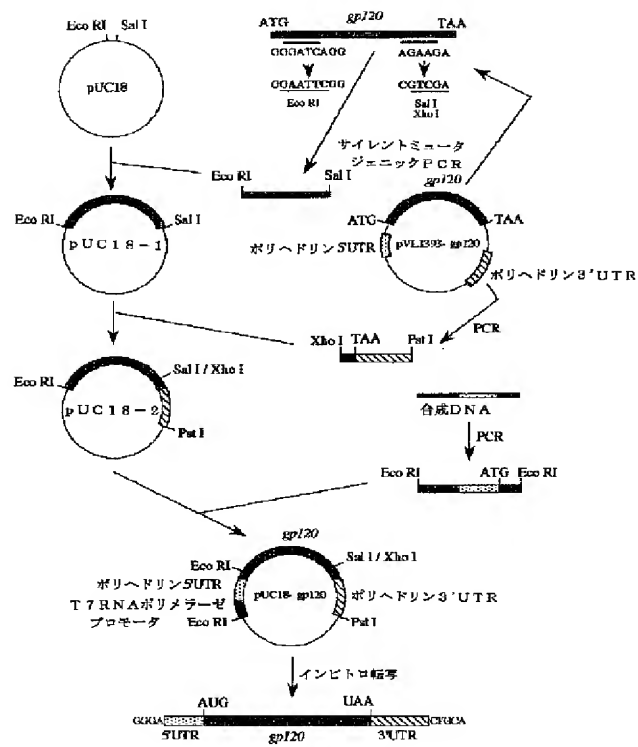 ATG gp120 TAA
Eco RI Sal I
GGGATCAGG AGAAGA
pUC18
GGAATTCGG CGTCGA
Eco RI Sal I
Xho I
サイレントミュータ
ジェニックPCR
Eco RI Sal I
gp120
Eco RI Sal I
pUC18-1
ATG TAA
ポリヘドリン5'UTR pVL1393-gp120
ポリヘドリン3'UTR
PCR
Xho I TAA Pst I
Sal I / Xho I
Eco RI
pUC18-2
Pst I
合成DNA
PCR
Eco RI ATG Eco RI
gp120
Eco RI Sal I / Xho I
ポリヘドリン5'UTR
T7RNAポリメラーゼ pUC18-gp120 ポリヘドリン3'UTR
プロモータ
Eco RI Pst I
インビトロ転写
AUG UAA
GGGA CTGCA
5'UTR gp120 3'UTR